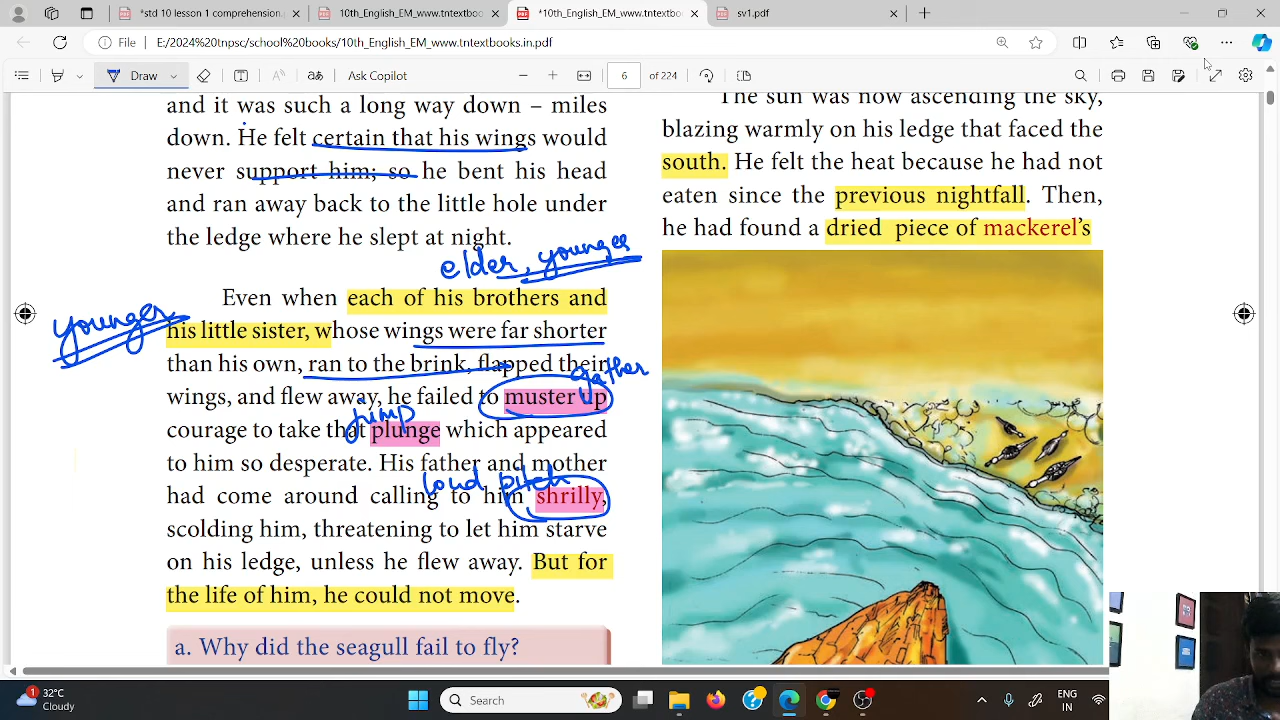 *std 10 lesson 1 comprehension.
10th_English_EM_www.tntextbooks
*10th_English_EM_www.tntextboo
sv1.pdf
File
E:/2024%20tnpsc/school%20books/10th_English_EM_www.tntextbooks.in.pdf
Draw
Ask Copilot
6 of 224
and it was such a long way down – miles
down. He felt certain that his wings would
never support him; so he bent his head
and ran away back to the little hole under
the ledge where he slept at night.
elder, younger
Even when each of his brothers and
younger
his little sister, whose wings were far shorter
than his own, ran to the brink, flapped their
gather
wings, and flew away, he failed to muster up
jump
courage to take that plunge which appeared
to him so desperate. His father and mother
loud pitch
had come around calling to him shrilly,
scolding him, threatening to let him starve
on his ledge, unless he flew away. But for
the life of him, he could not move.
a. Why did the seagull fail to fly?
The sun was now ascending the sky,
blazing warmly on his ledge that faced the
south. He felt the heat because he had not
eaten since the previous nightfall. Then,
he had found a dried piece of mackerel's
1
32°C
Cloudy
Search
ENG
IN